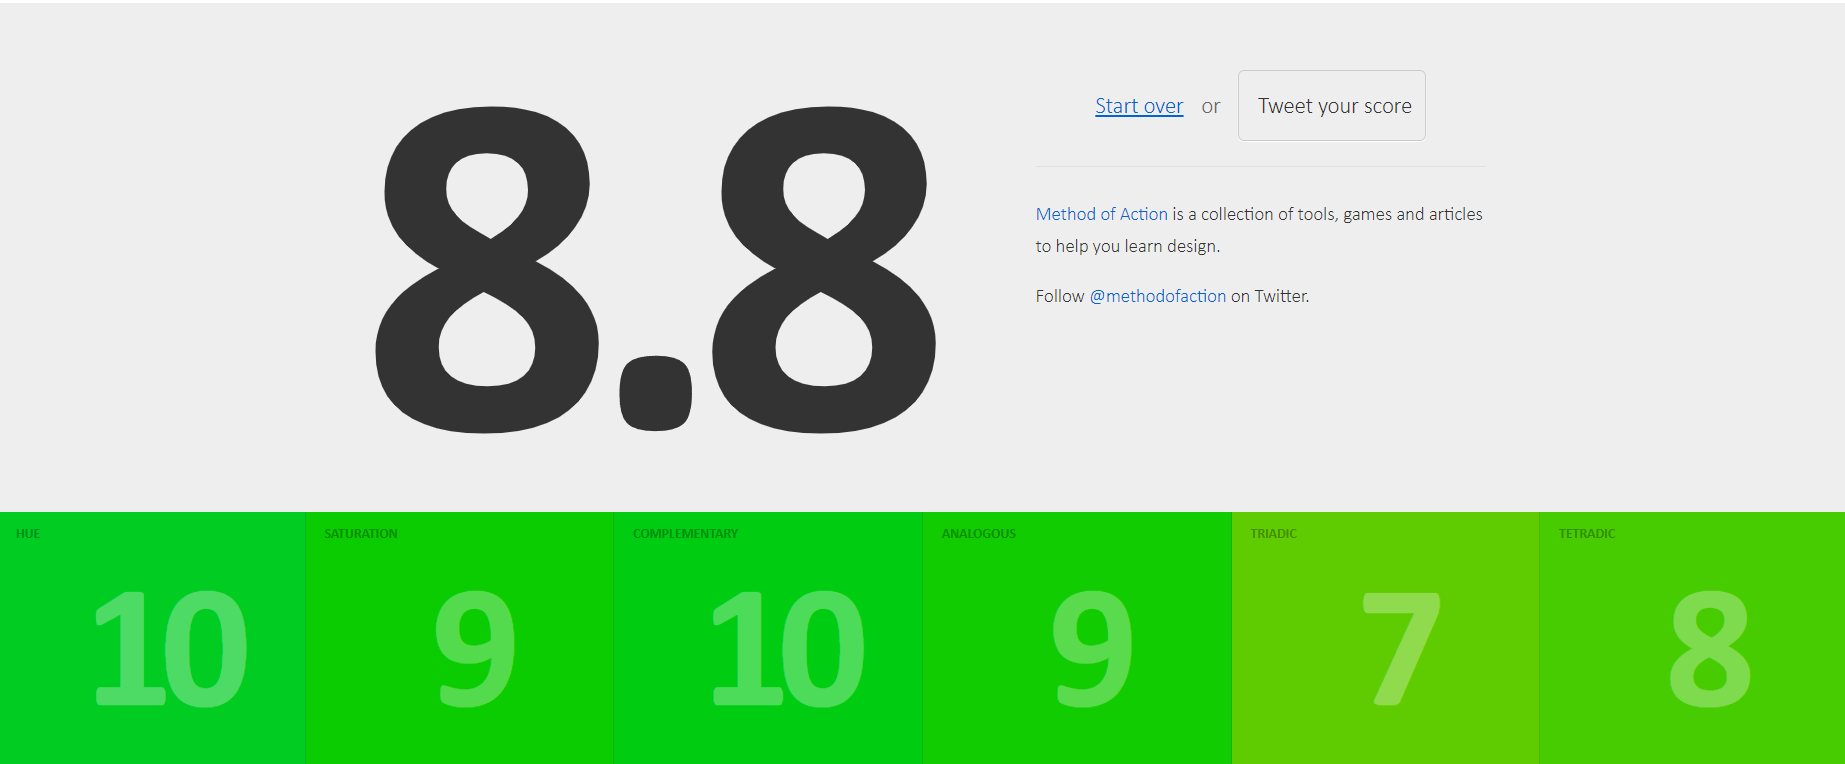 8.8
Start over or Tweet your score
Method of Action is a collection of tools, games and articles
to help you learn design.
Follow @methodofaction on Twitter.
HUE
10
SATURATION
9
COMPLEMENTARY
10
ANALOGOUS
9
TRIADIC
7
TETRADIC
8